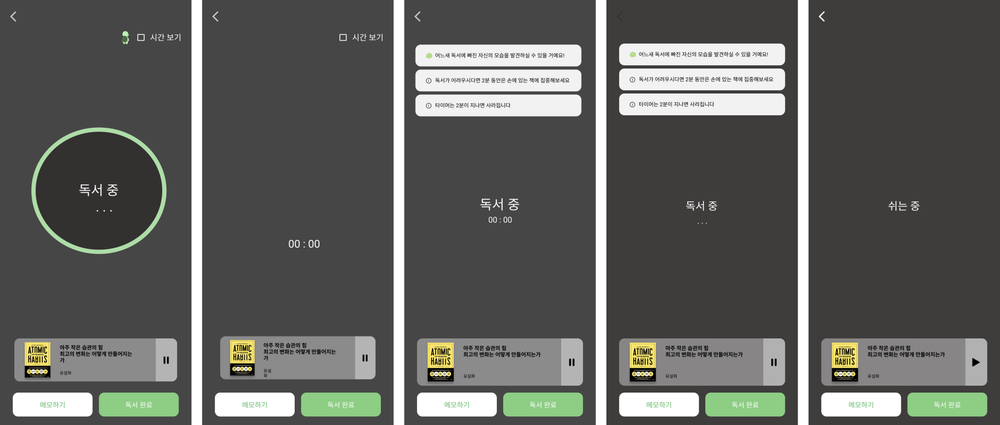 시간 보기
독서 중
. . .
ATOMIC
HABITS
아주 작은 습관의 힘
최고의 변화는 어떻게 만들어지는
가
유설화
메모하기
독서 완료
시간 보기
00 : 00
ATOMIC
HABITS
아주 작은 습관의 힘
최고의 변화는 어떻게 만들어지는
가
유설
화
메모하기
독서 완료
어느새 독서에 빠진 자신의 모습을 발견하실 수 있을 거예요!
독서가 어려우시다면 2분 동안은 손에 있는 책에 집중해보세요
타이머는 2분이 지나면 사라집니다
독서 중
00 : 00
ATOMIC
HABITS
아주 작은 습관의 힘
최고의 변화는 어떻게 만들어지는가
유설화
메모하기
독서 완료
어느새 독서에 빠진 자신의 모습을 발견하실 수 있을 거예요!
독서가 어려우시다면 2분 동안은 손에 있는 책에 집중해보세요
타이머는 2분이 지나면 사라집니다
독서 중
. . .
ATOMIC
HABITS
아주 작은 습관의 힘
최고의 변화는 어떻게 만들어지는가
유설화
메모하기
독서 완료
쉬는 중
ATOMIC
HABITS
아주 작은 습관의 힘
최고의 변화는 어떻게 만들어지는가
유설화
메모하기
독서 완료